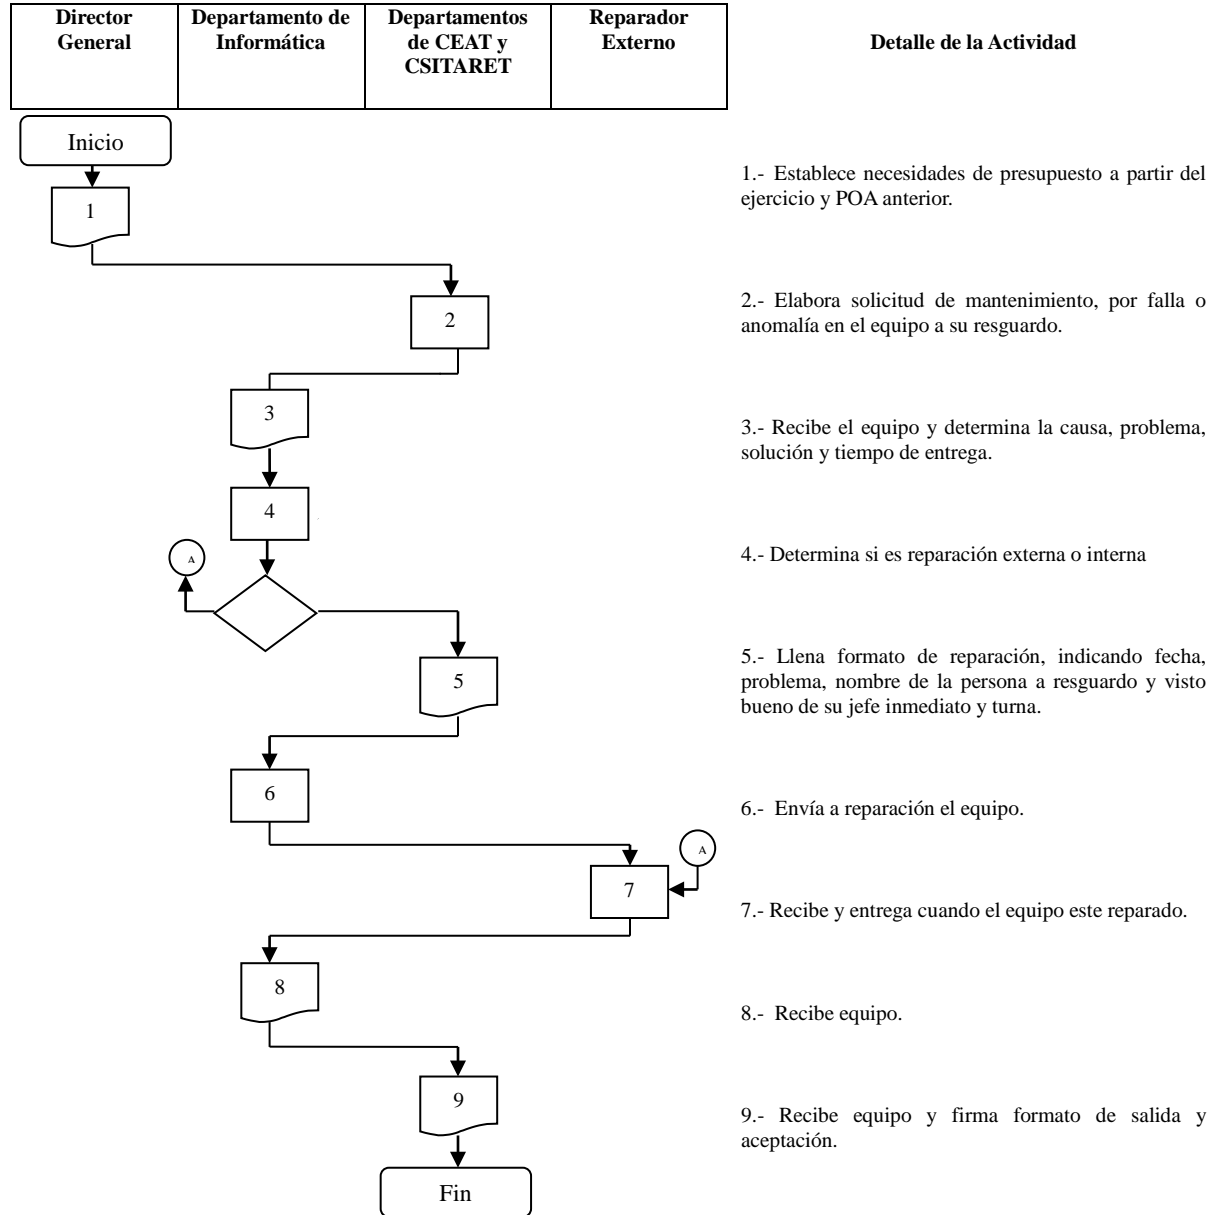 Director
General
Departamento de
Informática
Departamentos
de CEAT y
CSITARET
Reparador
Externo
Detalle de la Actividad
Inicio
1
1.- Establece necesidades de presupuesto a partir del
ejercicio y POA anterior.
2
2.- Elabora solicitud de mantenimiento, por falla o
anomalía en el equipo a su resguardo.
3
3.- Recibe el equipo y determina la causa, problema,
solución y tiempo de entrega.
4
4.- Determina si es reparación externa o interna
A
5
5.- Llena formato de reparación, indicando fecha,
problema, nombre de la persona a resguardo y visto
bueno de su jefe inmediato y turna.
6
6.- Envía a reparación el equipo.
A
7
7.- Recibe y entrega cuando el equipo este reparado.
8
8.- Recibe equipo.
9
9.- Recibe equipo y firma formato de salida y
aceptación.
Fin